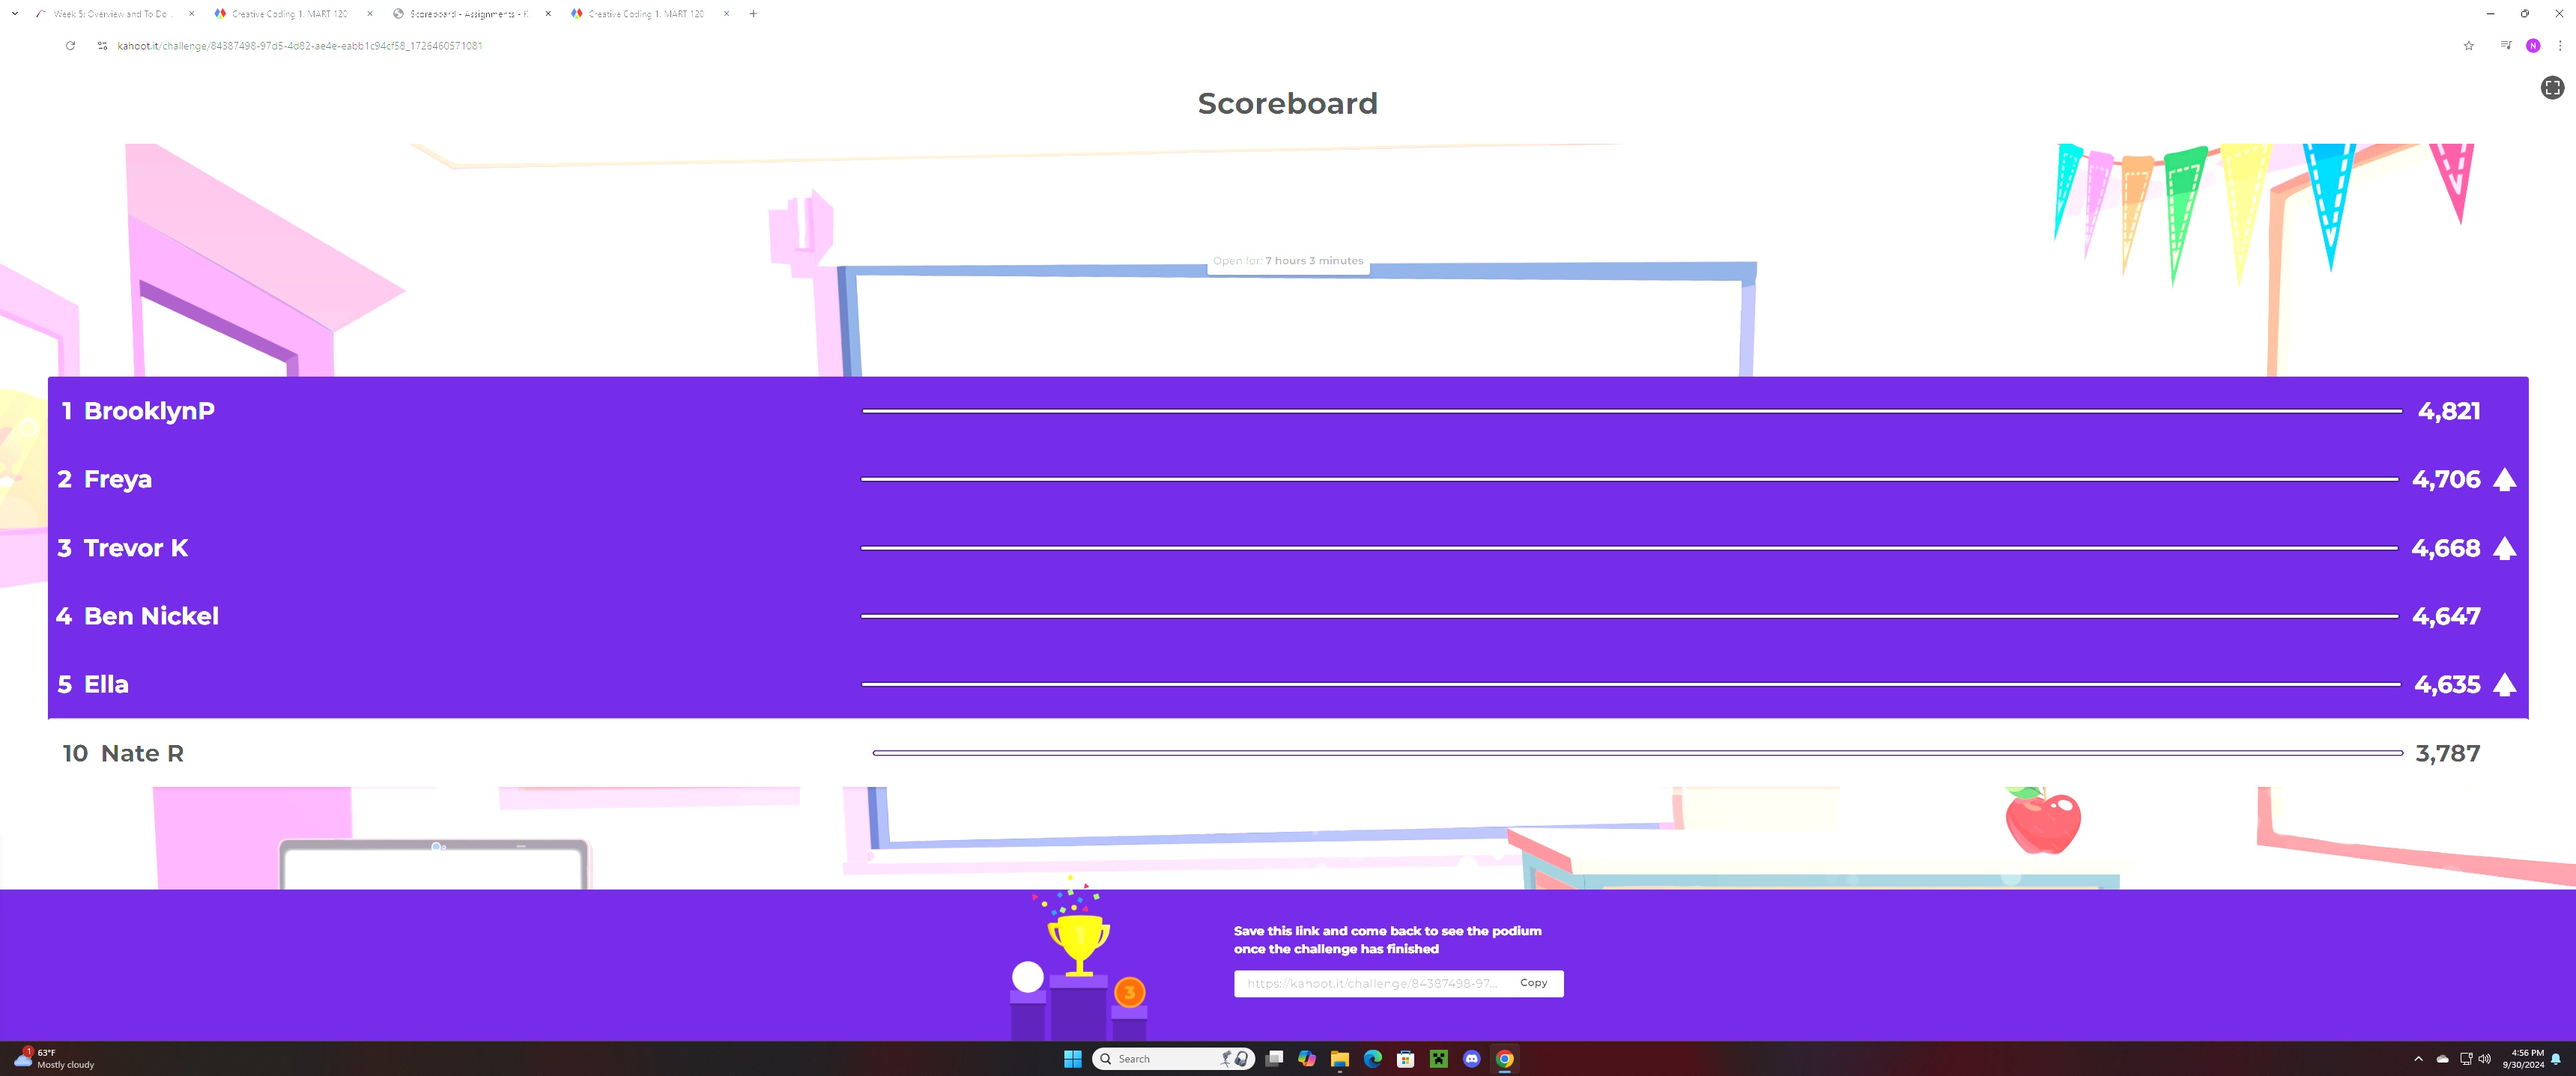 Week 5: Overview and To Do
Creative Coding 1, MART 120
Scoreboard - Assignments - K
Creative Coding 1, MART 120
kahoot.it/challenge/84387498-97d5-4d82-ae4e-eabb1c94cf58_1726460571081
N
Scoreboard
Open for: 7 hours 3 minutes
1 BrooklynP 4,821
2 Freya 4,706
3 Trevor K 4,668
4 Ben Nickel 4,647
5 Ella 4,635
10 Nate R 3,787
1
3
Save this link and come back to see the podium
once the challenge has finished
https://kahoot.it/challenge/84387498-97... Copy
1
63°F
Mostly cloudy
Search
4:56 PM
9/30/2024